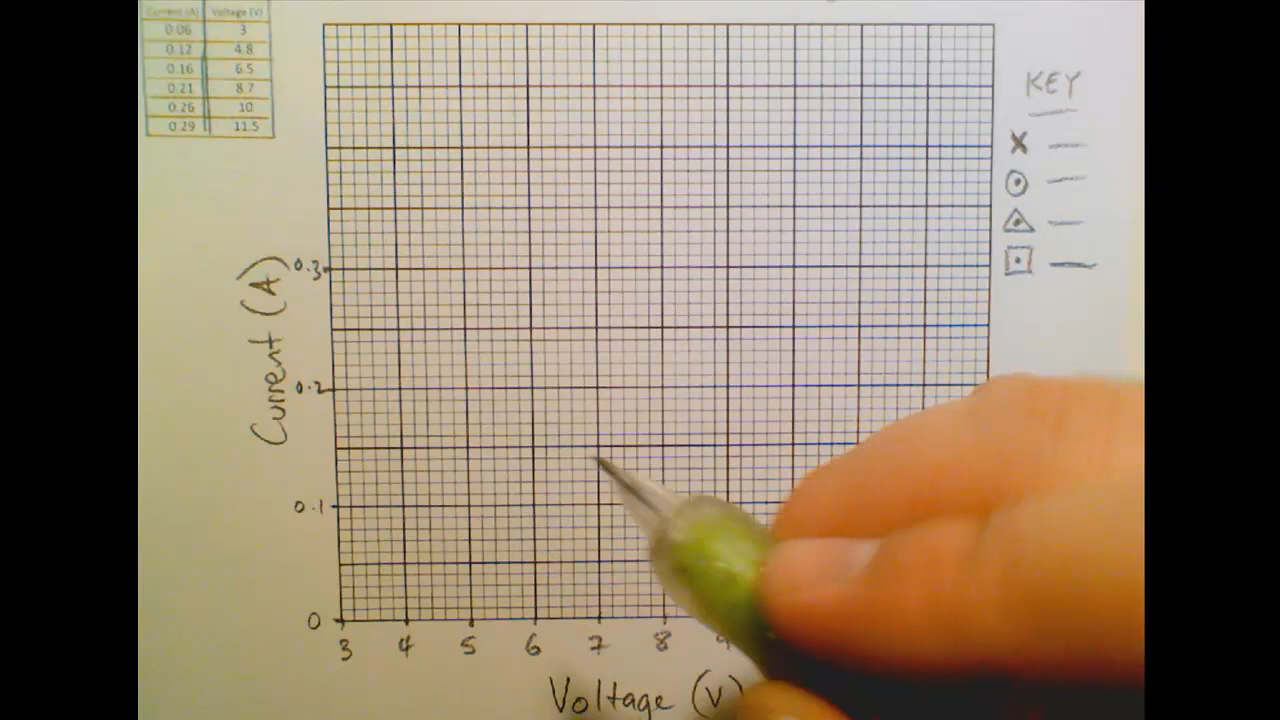 Current (A) Voltage (V)
0.06 3
0.12 4.8
0.16 6.5
0.21 8.7
0.26 10
0.29 11.5
KEY
Current (A)
0.3
0.2
0.1
0
3 4 5 6 7 8 9
Voltage (V)